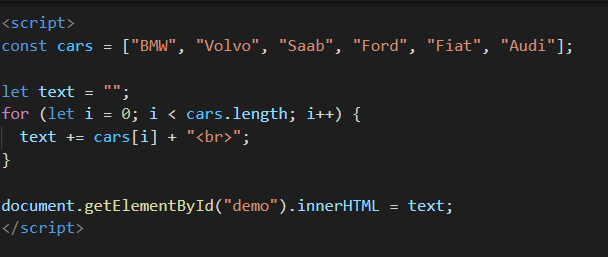 <script>
const cars = ["BMW", "Volvo", "Saab", "Ford", "Fiat", "Audi"];
let text = "";
for (let i = 0; i < cars.length; i++) {
  text += cars[i] + "<br>";
}
document.getElementById("demo").innerHTML = text;
</script>